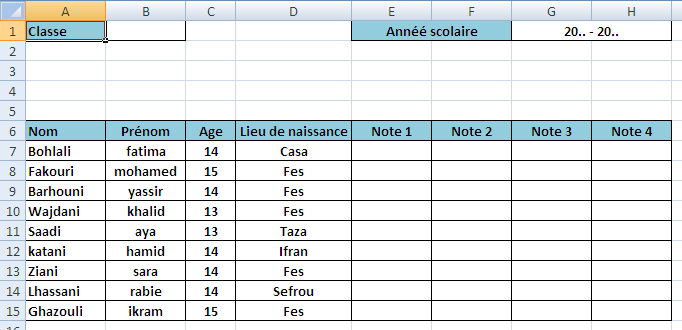 A B C D E F G H
1 Classe Annéé scolaire 20.. - 20..
2
3
4
5
6 Nom Prénom Age Lieu de naissance Note 1 Note 2 Note 3 Note 4
7 Bohlali fatima 14 Casa
8 Fakouri mohamed 15 Fes
9 Barhouni yassir 14 Fes
10 Wajdani khalid 13 Fes
11 Saadi aya 13 Taza
12 katani hamid 14 Ifran
13 Ziani sara 14 Fes
14 Lhassani rabie 14 Sefrou
15 Ghazouli ikram 15 Fes
16